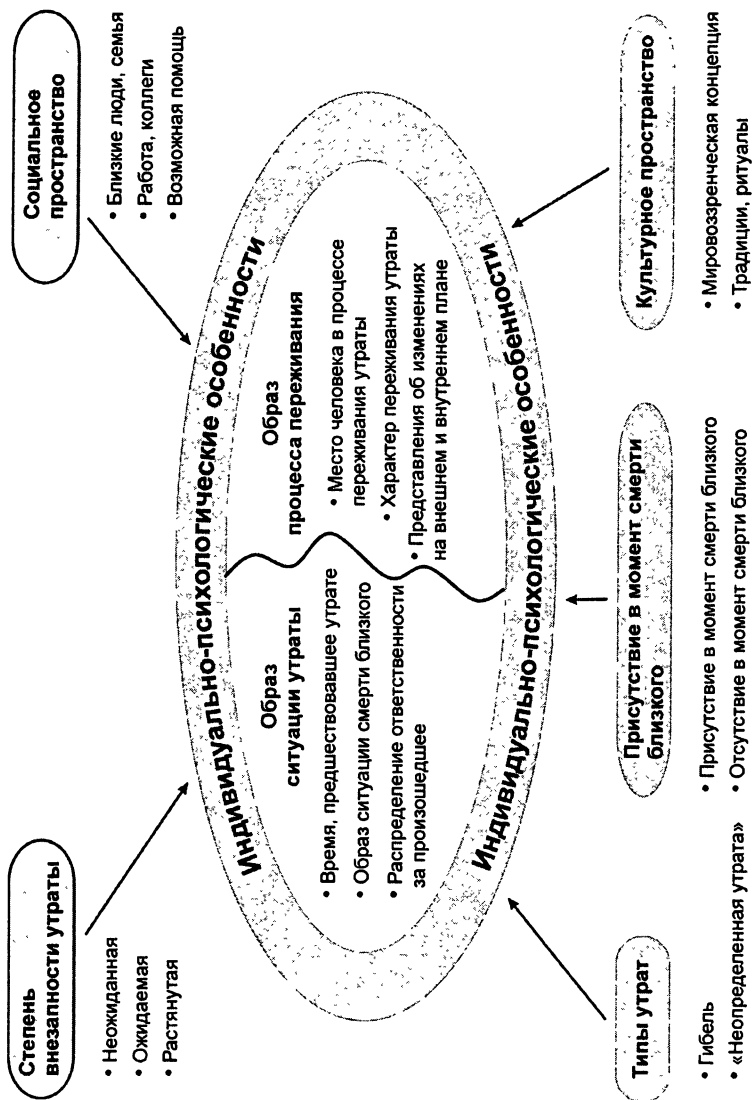 Степень
внезапности утраты
• Неожиданная
• Ожидаемая
• Растянутая
Социальное
пространство
• Близкие люди, семья
• Работа, коллеги
• Возможная помощь
Индивидуально-психологические особенности
Образ
ситуации утраты
• Время, предшествовавшее утрате
• Образ ситуации смерти близкого
• Распределение ответственности
за произошедшее
Образ
процесса переживания
• Место человека в процессе
переживания утраты
• Характер переживания утраты
• Представления об изменениях
на внешнем и внутреннем плане
Индивидуально-психологические особенности
Типы утрат
• Гибель
• «Неопределенная утрата»
Присутствие в момент смерти
близкого
• Присутствие в момент смерти близкого
• Отсутствие в момент смерти близкого
Культурное пространство
• Мировоззренческая концепция
• Традиции, ритуалы